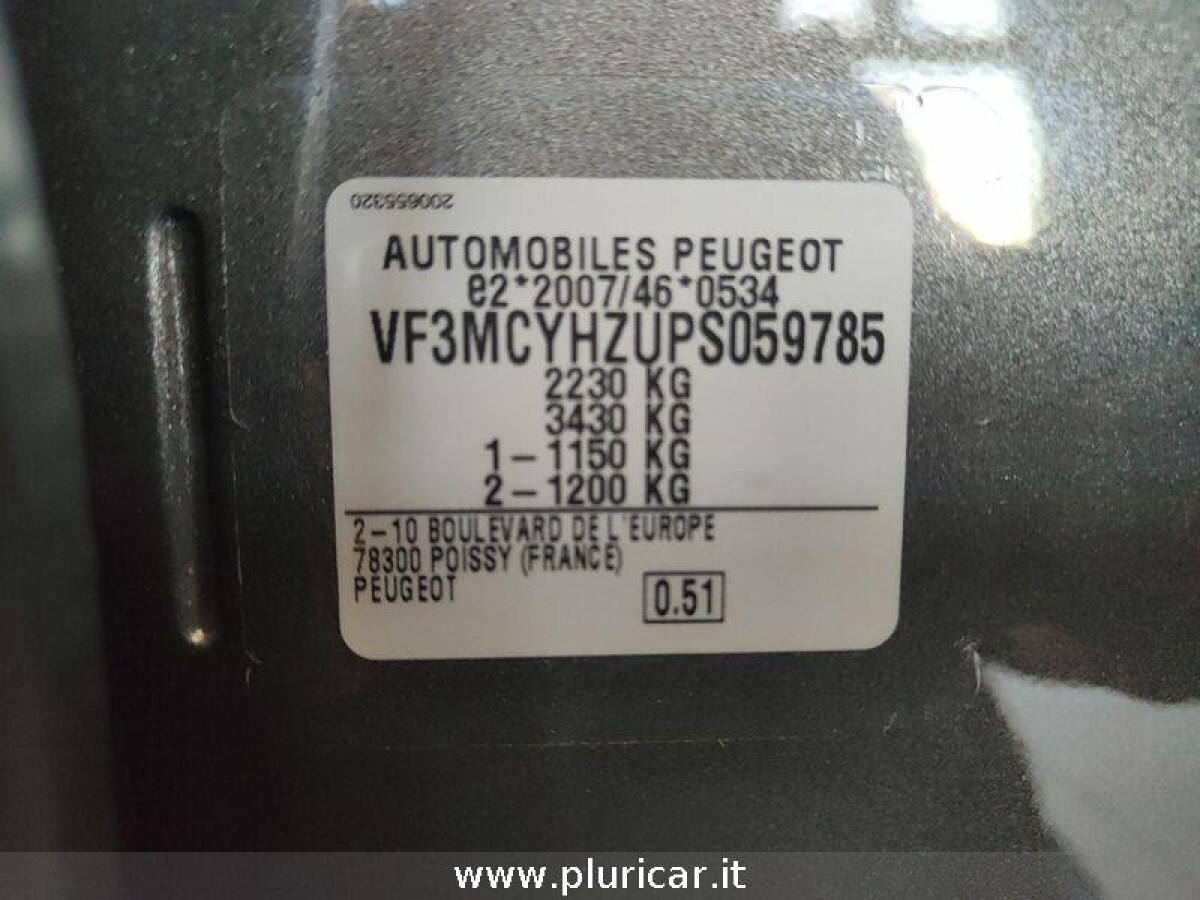 200655320
AUTOMOBILES PEUGEOT
e2*2007/46*0534
VF3MCYHZUPS059785
2230 KG
3430 KG
1-1150 KG
2-1200 KG
2-10 BOULEVARD DE L'EUROPE
78300 POISSY (FRANCE)
PEUGEOT
0.51
www.pluricar.it